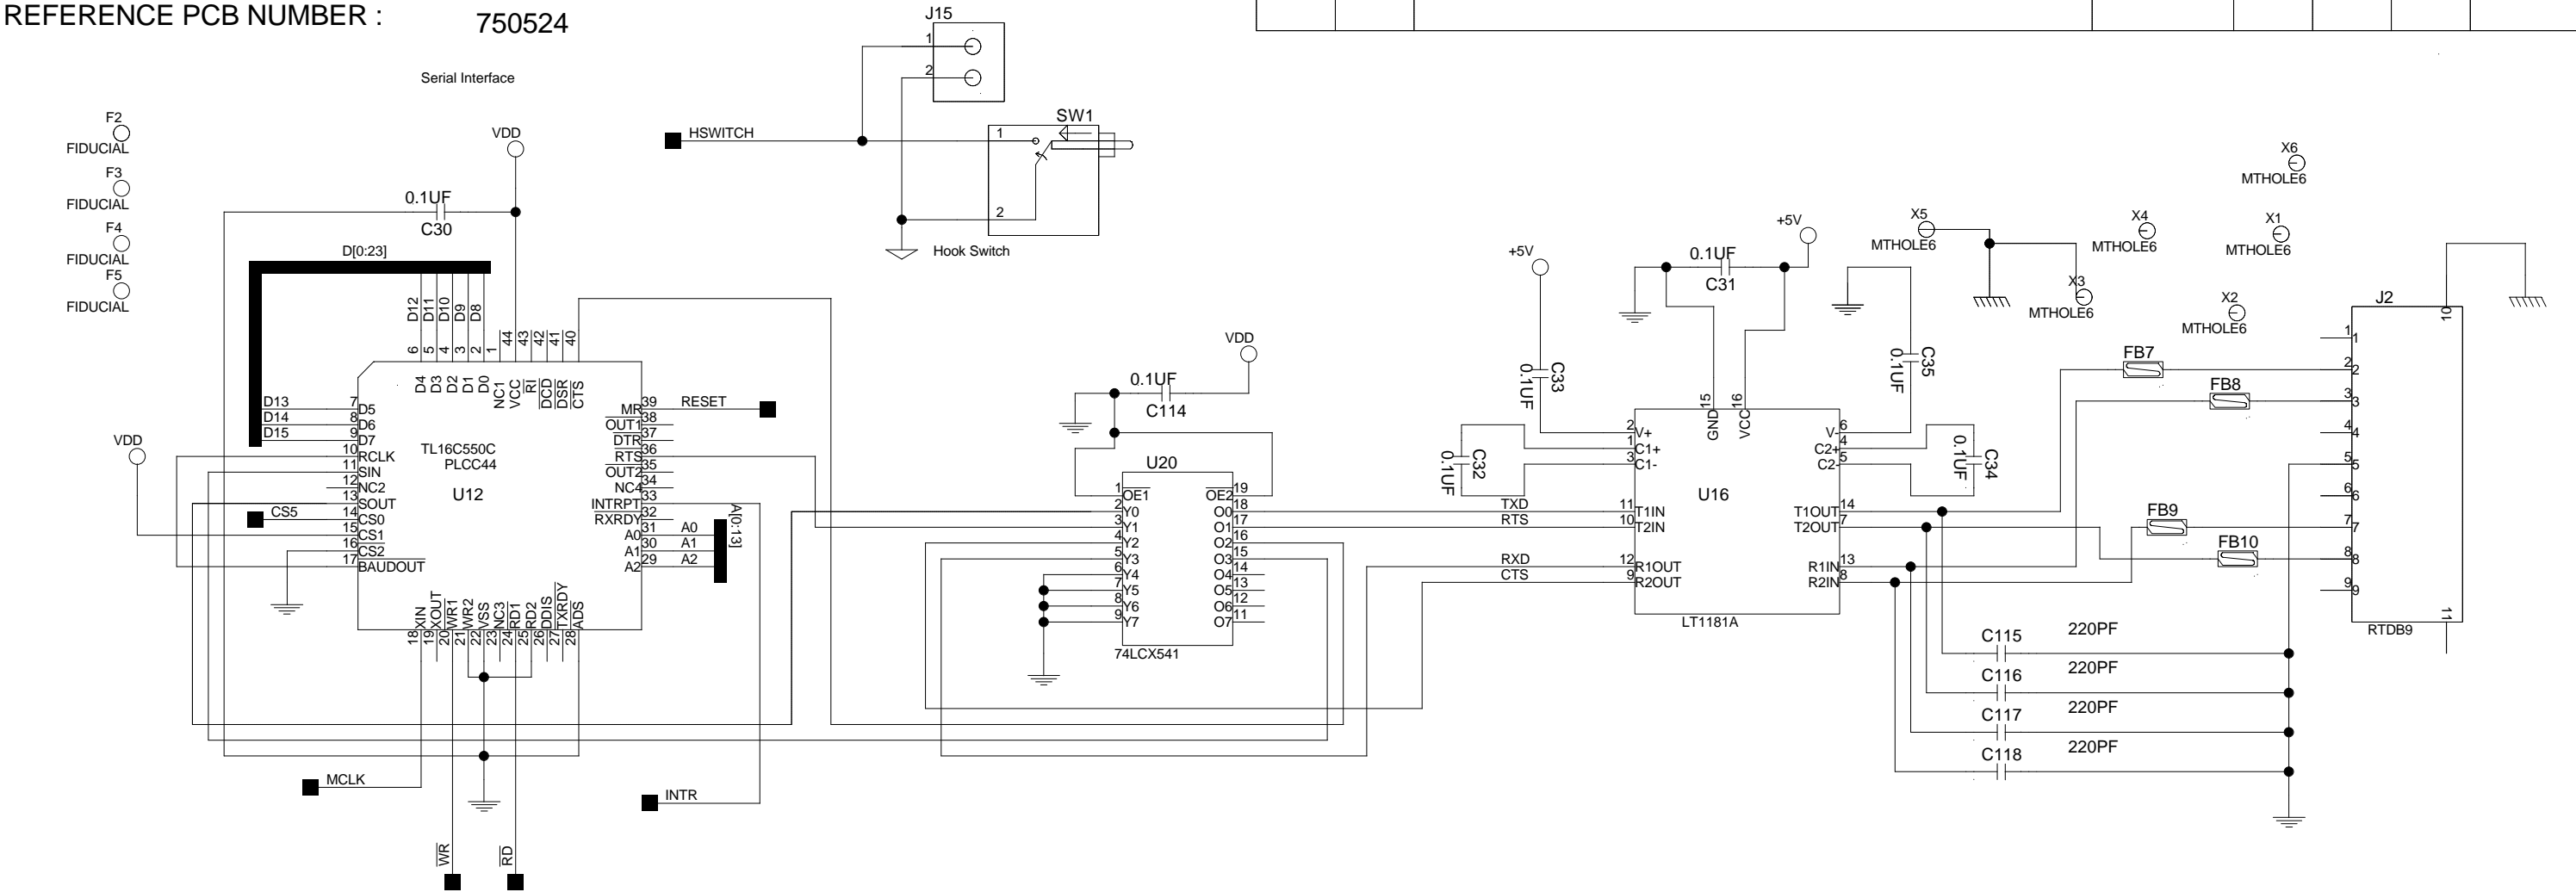 REFERENCE PCB NUMBER :
750524
Serial Interface
J15
1
2
HSWITCH
SW1
1
2
Hook Switch
F2
FIDUCIAL
F3
FIDUCIAL
F4
FIDUCIAL
F5
FIDUCIAL
VDD
0.1UF
C30
D[0:23]
D12
D11
D10
D9
D8
6
5
4
3
2
1
44
43
42
41
40
D4
D3
D2
D1
D0
NC1
VCC
RI
DCD
DSR
CTS
D13
D14
D15
7
8
9
10
11
12
13
14
15
16
17
D5
D6
D7
RCLK
SIN
NC2
SOUT
CS0
CS1
CS2
BAUDOUT
VDD
CS5
TL16C550C
PLCC44
U12
MR
OUT1
DTR
RTS
OUT2
NC4
INTRPT
RXRDY
A0
A1
A2
39
38
37
36
35
34
33
32
31
30
29
RESET
A0
A1
A2
A[0:13]
XIN
XOUT
WR1
WR2
VSS
NC3
RD1
RD2
DDIS
TXRDY
ADS
18
19
20
21
22
23
24
25
26
27
28
MCLK
INTR
WR
RD
VDD
0.1UF
C114
U20
1
2
3
4
5
6
7
8
9
OE1
Y0
Y1
Y2
Y3
Y4
Y5
Y6
Y7
OE2
O0
O1
O2
O3
O4
O5
O6
O7
19
18
17
16
15
14
13
12
11
74LCX541
TXD
RTS
RXD
CTS
+5V
C33
0.1UF
C32
0.1UF
+5V
0.1UF
C31
C35
0.1UF
C34
0.1UF
15
16
GND
VCC
2
1
3
11
10
12
9
V+
C1+
C1-
T1IN
T2IN
R1OUT
R2OUT
U16
V-
C2+
C2-
T1OUT
T2OUT
R1IN
R2IN
6
4
5
14
7
13
8
LT1181A
X6
MTHOLE6
X5
MTHOLE6
X4
MTHOLE6
X1
MTHOLE6
X3
MTHOLE6
X2
MTHOLE6
FB7
FB8
FB9
FB10
C115
220PF
C116
220PF
C117
220PF
C118
220PF
J2
10
1
1
2
2
3
3
4
4
5
5
6
6
7
7
8
8
9
9
11
RTDB9